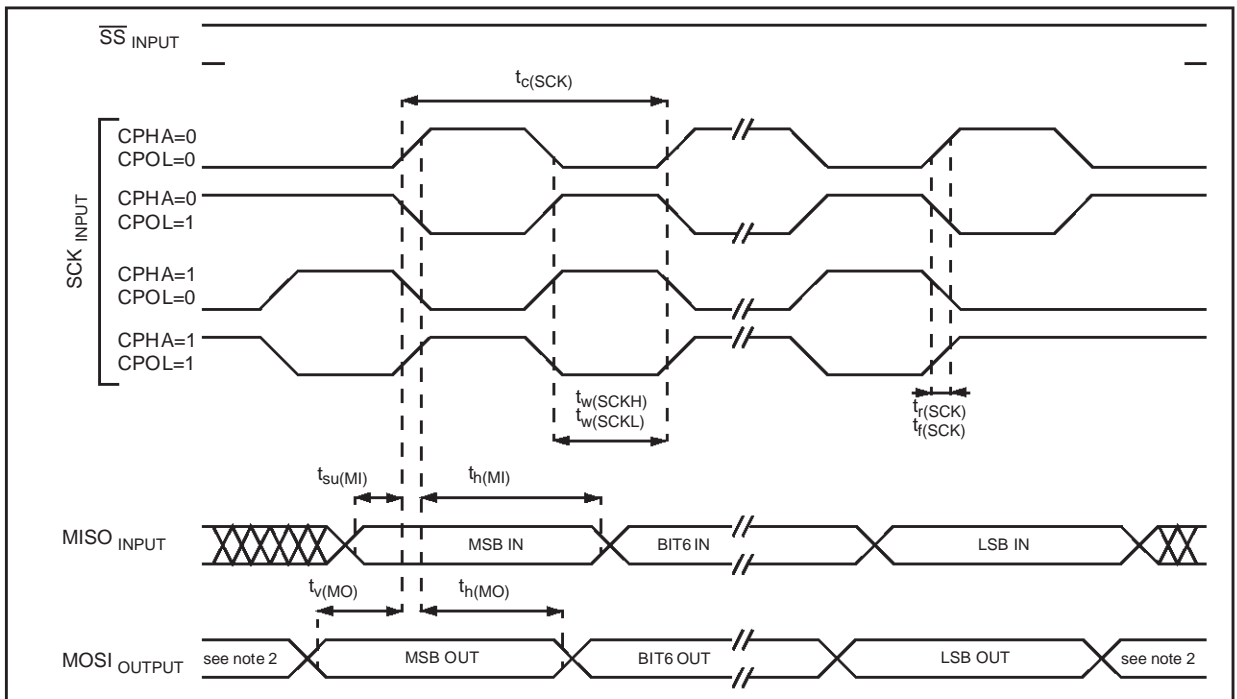 SS INPUT
tc(SCK)
SCK INPUT
CPHA=0
CPOL=0
CPHA=0
CPOL=1
CPHA=1
CPOL=0
CPHA=1
CPOL=1
tw(SCKH)
tw(SCKL)
tr(SCK)
tf(SCK)
tsu(MI)
th(MI)
MISO INPUT
MSB IN
BIT6 IN
LSB IN
tv(MO)
th(MO)
MOSI OUTPUT
see note 2
MSB OUT
BIT6 OUT
LSB OUT
see note 2